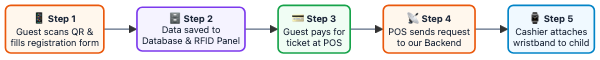 Step 1
Guest scans QR &
fills registration form
Step 2
Data saved to
Database & RFID Panel
Step 3
Guest pays for
ticket at POS
Step 4
POS sends request
to our Backend
Step 5
Cashier attaches
wristband to child